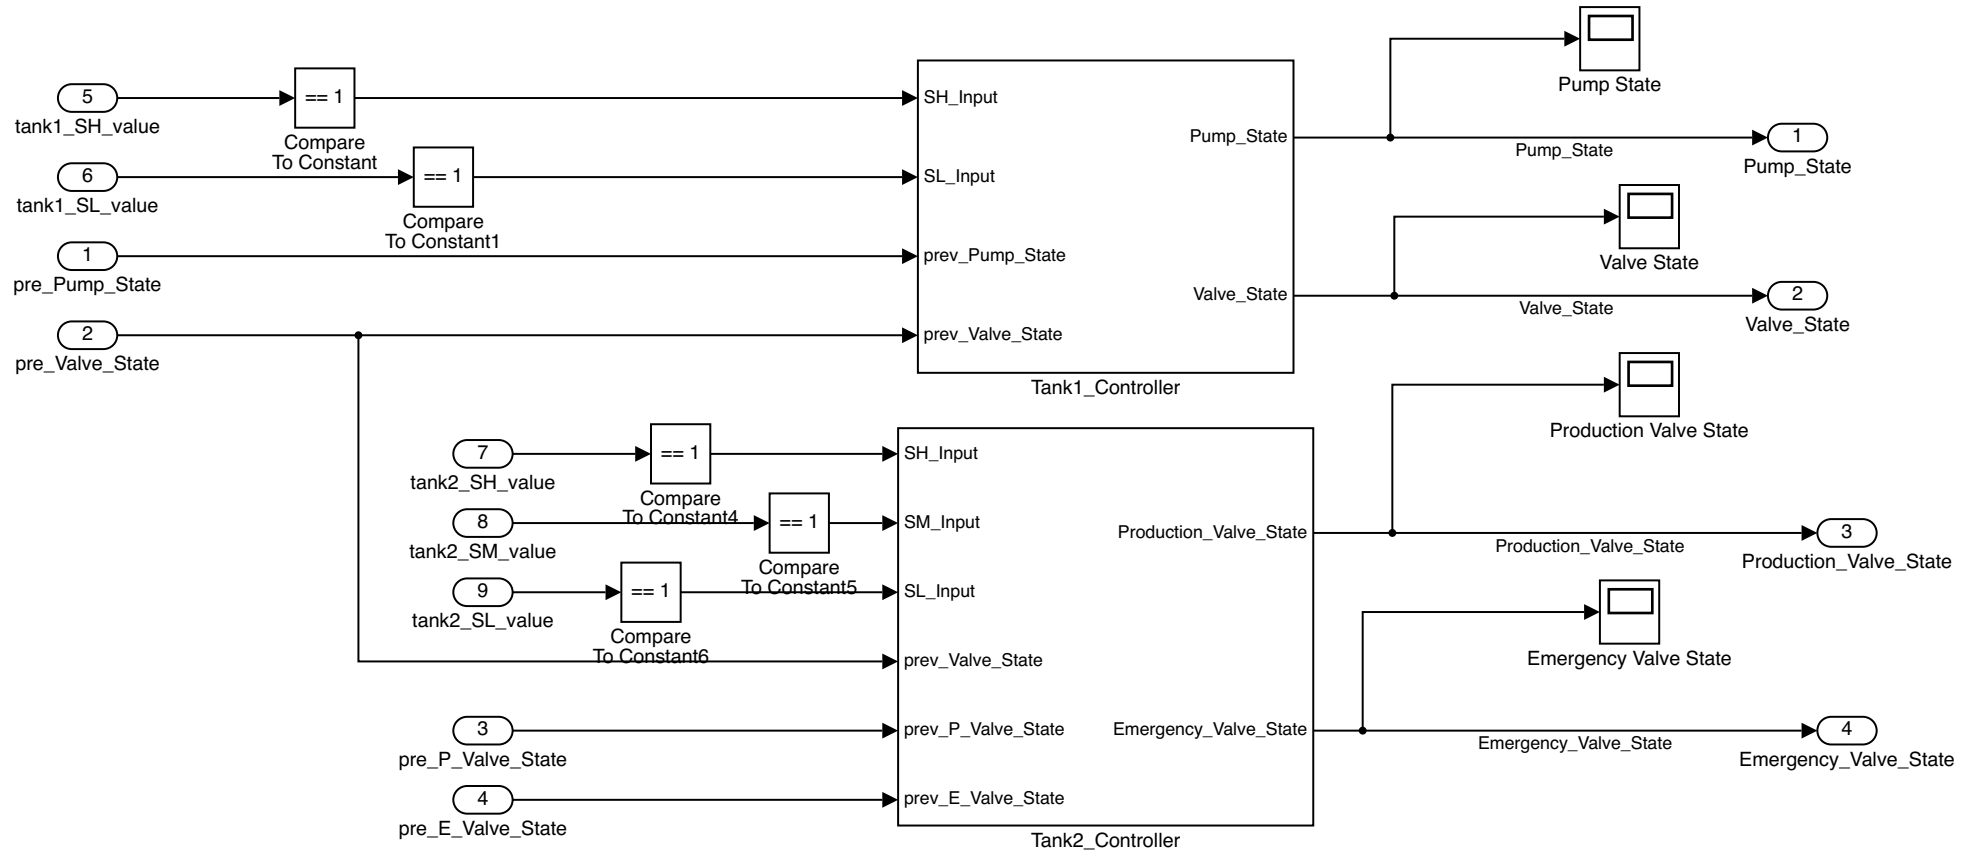 Pump State
5
== 1
SH_Input
tank1_SH_value
Compare
To Constant
Pump_State
1
Pump_State
Pump_State
6
== 1
SL_Input
tank1_SL_value
Compare
To Constant1
1
prev_Pump_State
pre_Pump_State
Valve State
Valve_State
2
Valve_State
Valve_State
2
prev_Valve_State
pre_Valve_State
Tank1_Controller
Production Valve State
7
== 1
SH_Input
tank2_SH_value
Compare
To Constant4
8
== 1
SM_Input
tank2_SM_value
Compare
To Constant5
Production_Valve_State
3
Production_Valve_State
Production_Valve_State
9
== 1
SL_Input
tank2_SL_value
Compare
To Constant6
prev_Valve_State
Emergency Valve State
3
prev_P_Valve_State
pre_P_Valve_State
Emergency_Valve_State
4
Emergency_Valve_State
Emergency_Valve_State
4
prev_E_Valve_State
pre_E_Valve_State
Tank2_Controller